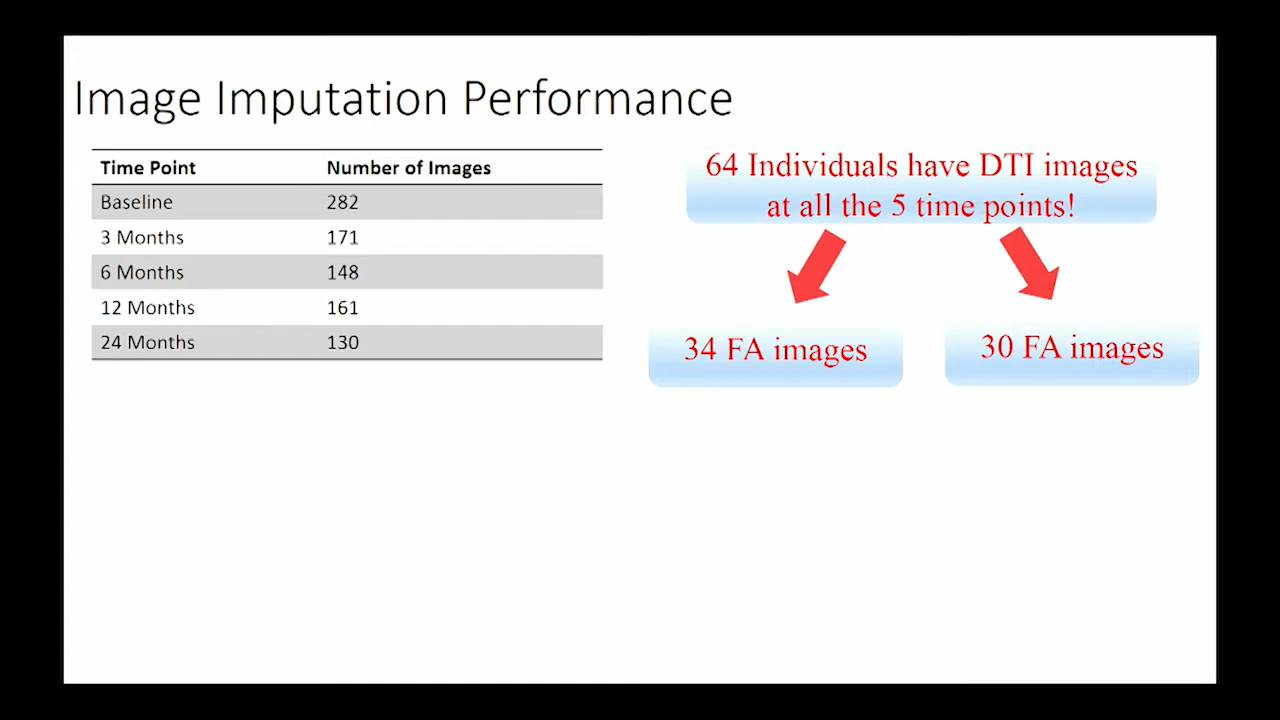 Image Imputation Performance
Time Point Number of Images
Baseline 282
3 Months 171
6 Months 148
12 Months 161
24 Months 130
64 Individuals have DTI images
at all the 5 time points!
34 FA images
30 FA images